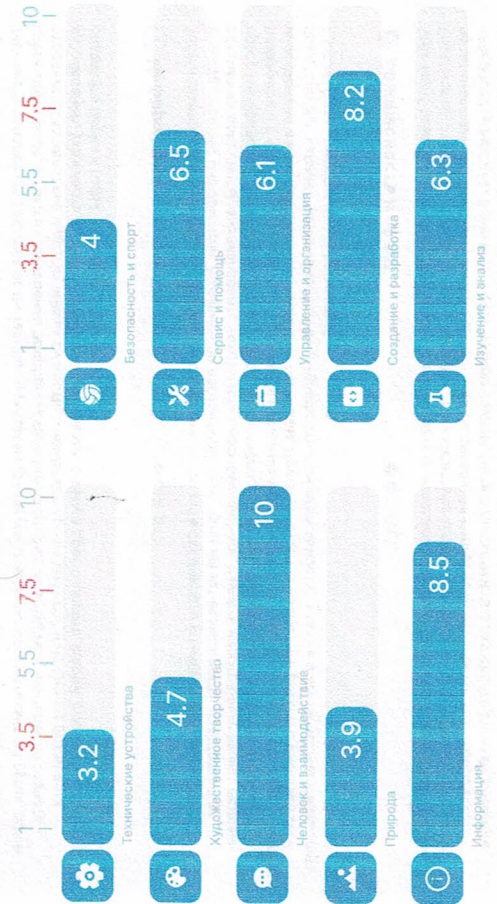 1 3.5 5.5 7.5 10
3.2
Технические устройства
4.7
Художественное творчество
10
Человек и взаимодействие
3.9
Природа
8.5
Информация
1 3.5 5.5 7.5 10
4
Безопасность и спорт
6.5
Сервис и помощь
6.1
Управление и организация
8.2
Создание и разработка
6.3
Изучение и анализ